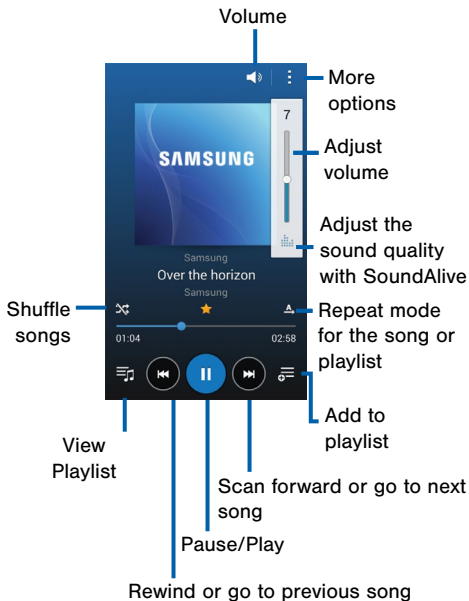 Volume
More
options
7
Adjust
volume
SAMSUNG
Adjust the
sound quality
with SoundAlive
Samsung
Over the horizon
Samsung
Shuffle
songs
Repeat mode
for the song or
playlist
A
01:04
02:58
Add to
playlist
View
Playlist
Scan forward or go to next
song
Pause/Play
Rewind or go to previous song